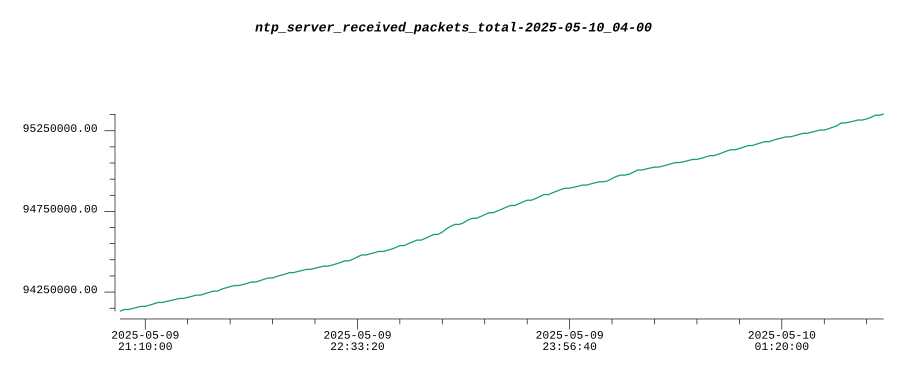 ntp_server_received_packets_total-2025-05-10_04-00
95250000.00
94750000.00
94250000.00
2025-05-09 2025-05-09 2025-05-09 2025-05-10
21:10:00 22:33:20 23:56:40 01:20:00